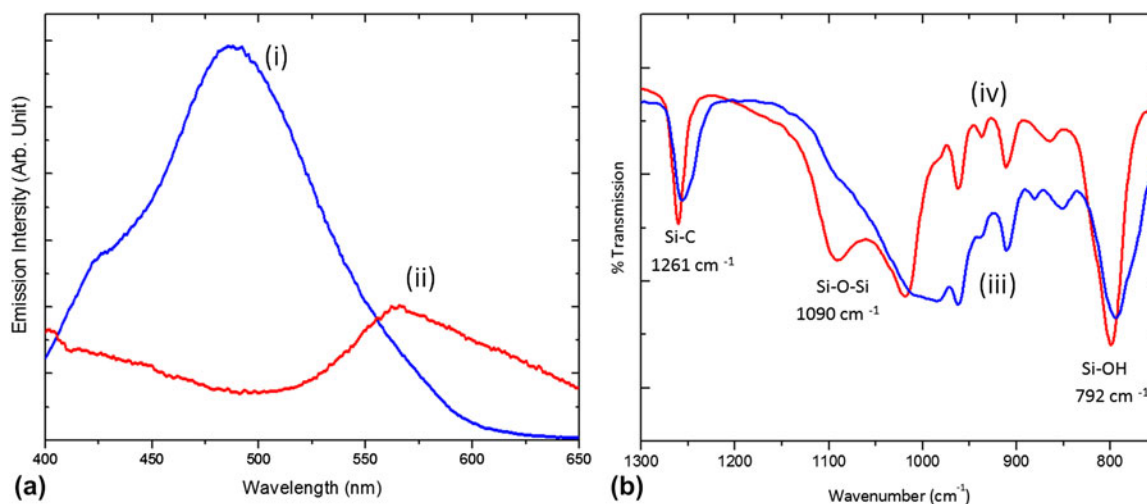 (i)
(ii)
Emission Intensity (Arb. Unit)
400 450 500 550 600 650
Wavelength (nm)
(a)
(iv)
(iii)
Si-C
1261 cm -1
Si-O-Si
1090 cm -1
Si-OH
792 cm -1
% Transmission
1300 1200 1100 1000 900 800
Wavenumber (cm-1)
(b)